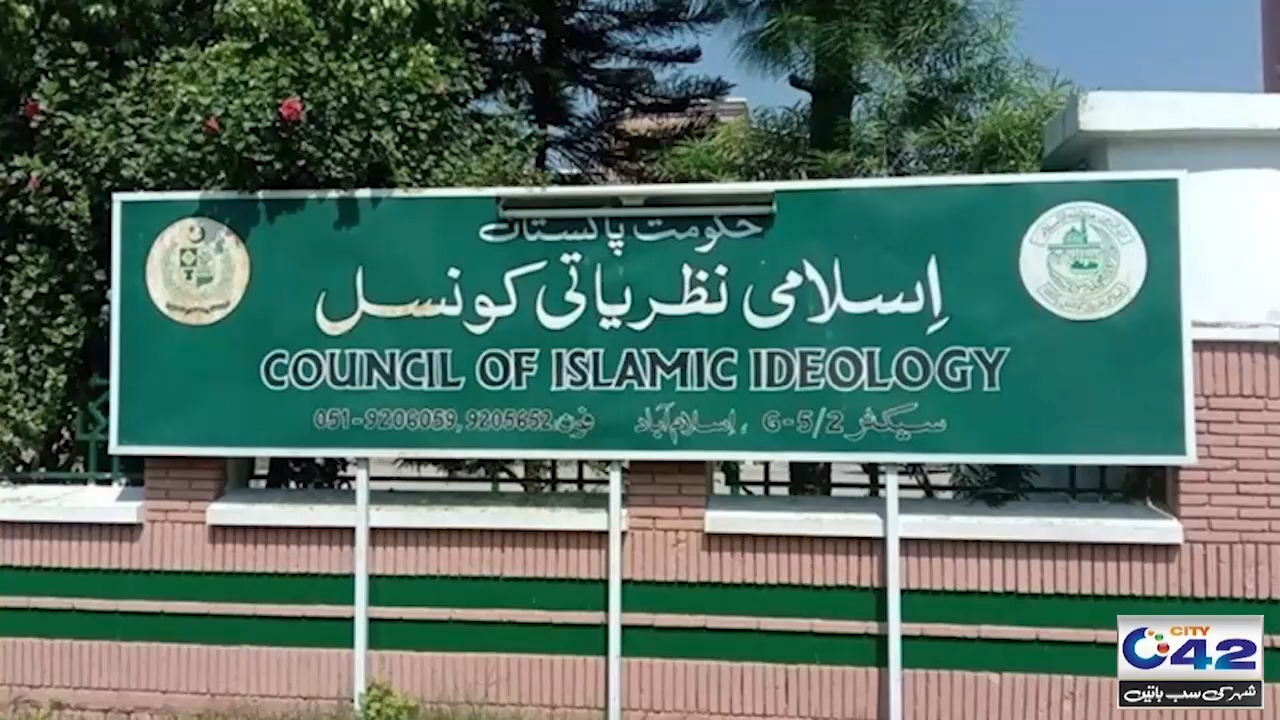 حکومت پاکستان
اِسلامی نظریاتی کونسل
COUNCIL OF ISLAMIC IDEOLOGY
سیکٹر G-5/2 ، اِسلام آباد فون: 051-9206059, 9205652
CITY
42
شہر کی سب باتیں